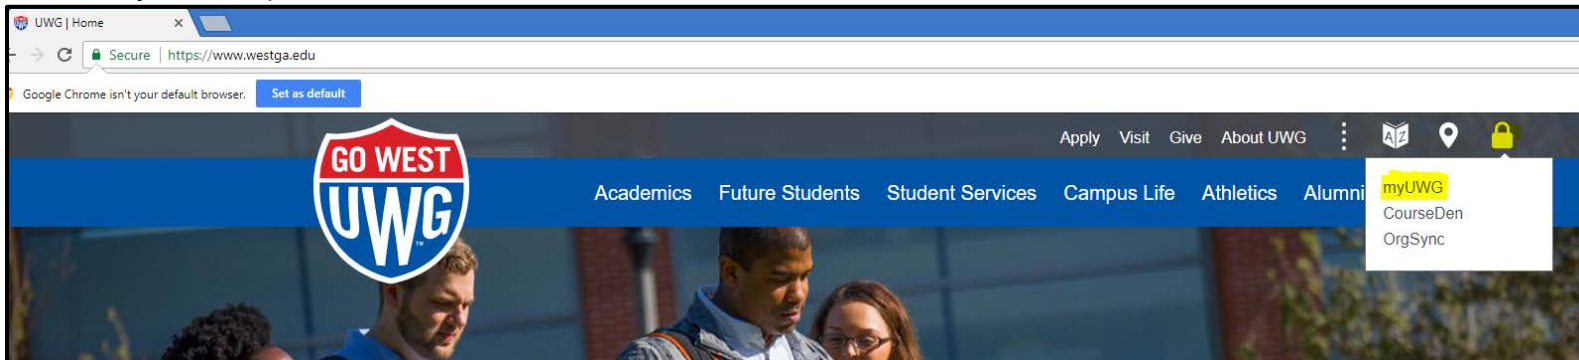 UWG | Home
Secure | https://www.westga.edu
Google Chrome isn't your default browser. Set as default
Apply Visit Give About UWG
A Z
GO WEST
UWG
TM
Academics Future Students Student Services Campus Life Athletics Alumni
myUWG
CourseDen
OrgSync